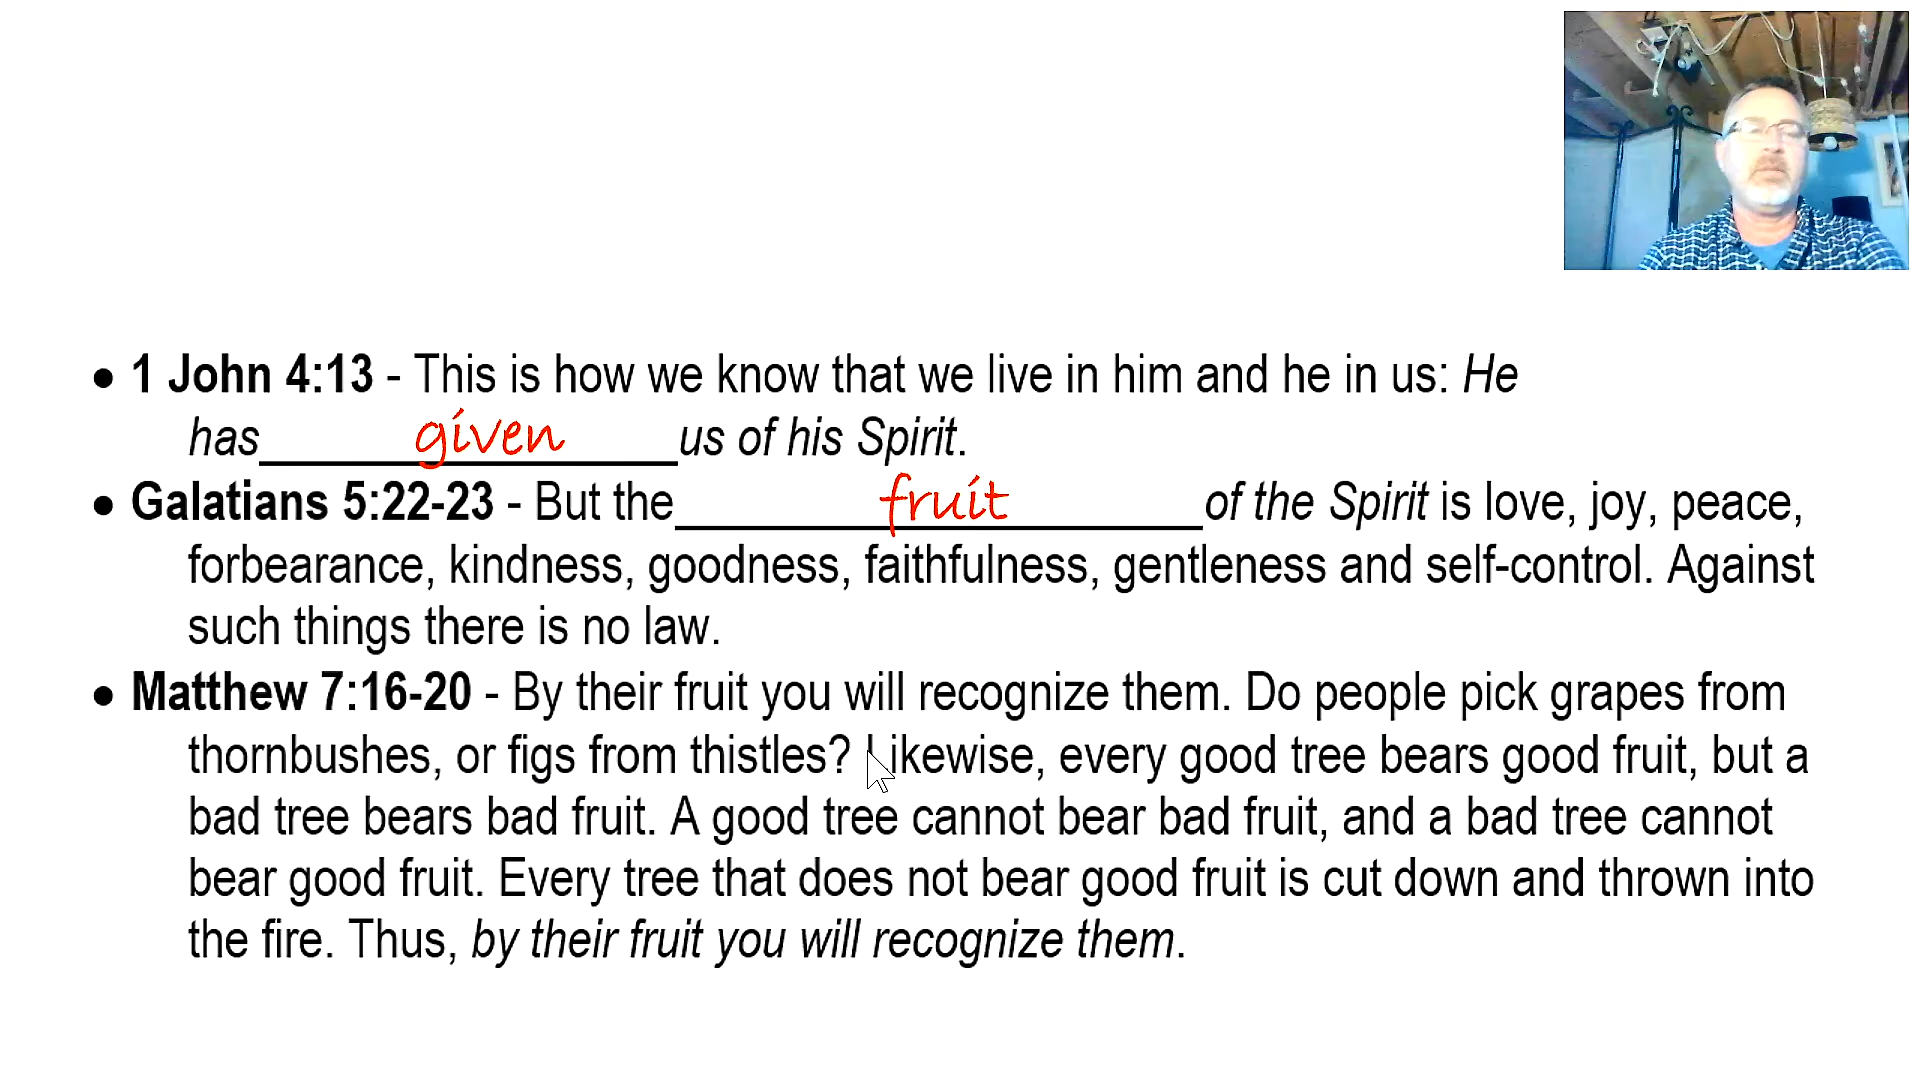 • 1 John 4:13 - This is how we know that we live in him and he in us: He
has given us of his Spirit.
• Galatians 5:22-23 - But the fruit of the Spirit is love, joy, peace,
forbearance, kindness, goodness, faithfulness, gentleness and self-control. Against
such things there is no law.
• Matthew 7:16-20 - By their fruit you will recognize them. Do people pick grapes from
thornbushes, or figs from thistles? Likewise, every good tree bears good fruit, but a
bad tree bears bad fruit. A good tree cannot bear bad fruit, and a bad tree cannot
bear good fruit. Every tree that does not bear good fruit is cut down and thrown into
the fire. Thus, by their fruit you will recognize them.